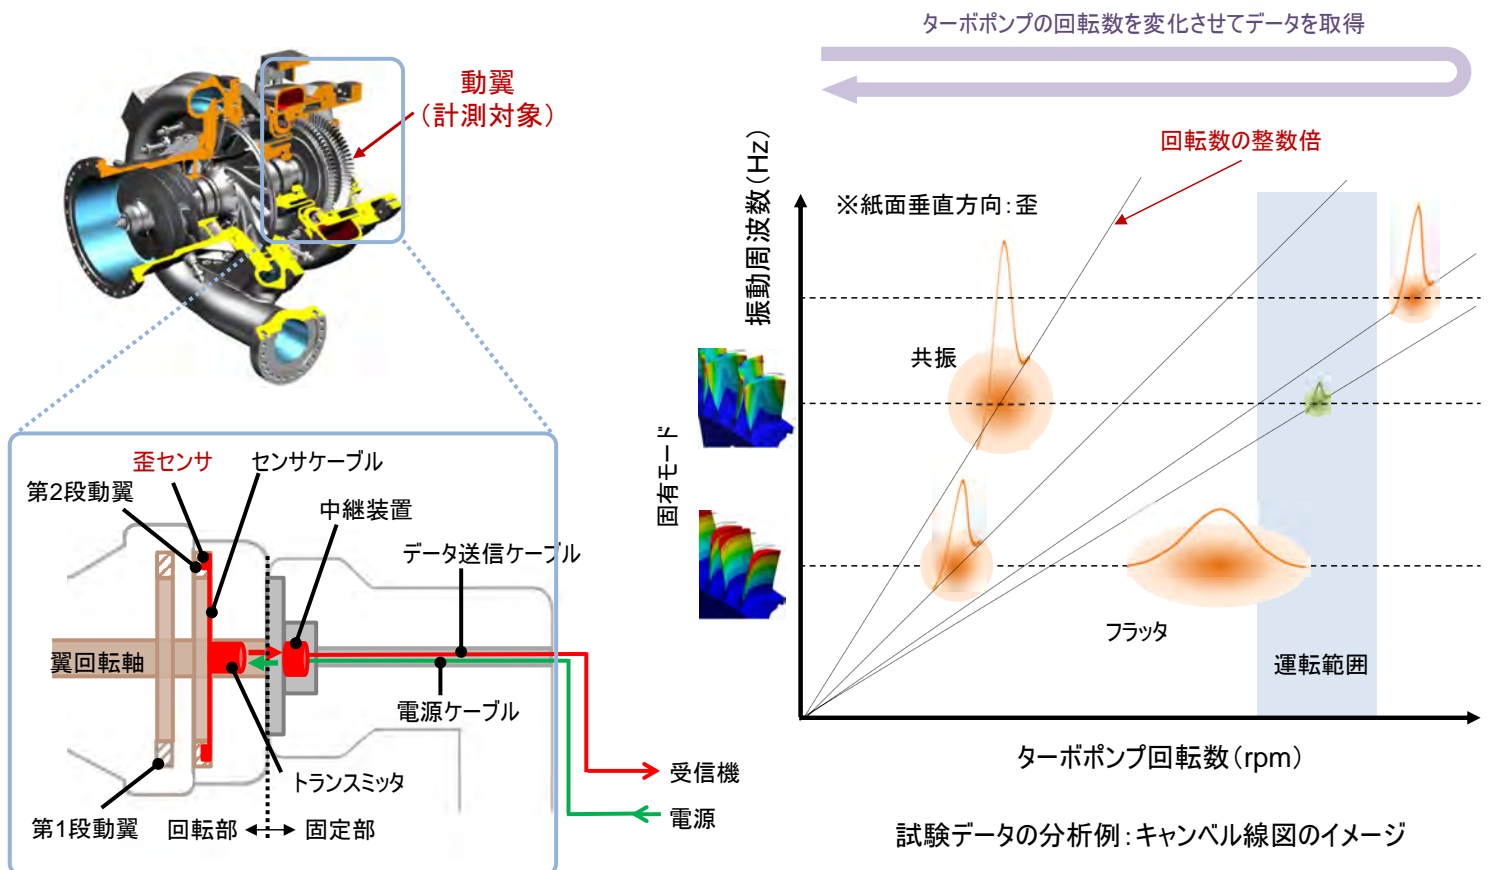 ターボポンプの回転数を変化させてデータを取得
動翼
（計測対象）
回転数の整数倍
振動周波数（Hz）
※紙面垂直方向：歪
共振
固有モード
フラッタ
運転範囲
ターボポンプ回転数（rpm）
試験データの分析例：キャンベル線図のイメージ
歪センサ
センサケーブル
第2段動翼
中継装置
データ送信ケーブル
翼回転軸
電源ケーブル
トランスミッタ
受信機
電源
第1段動翼
回転部
固定部